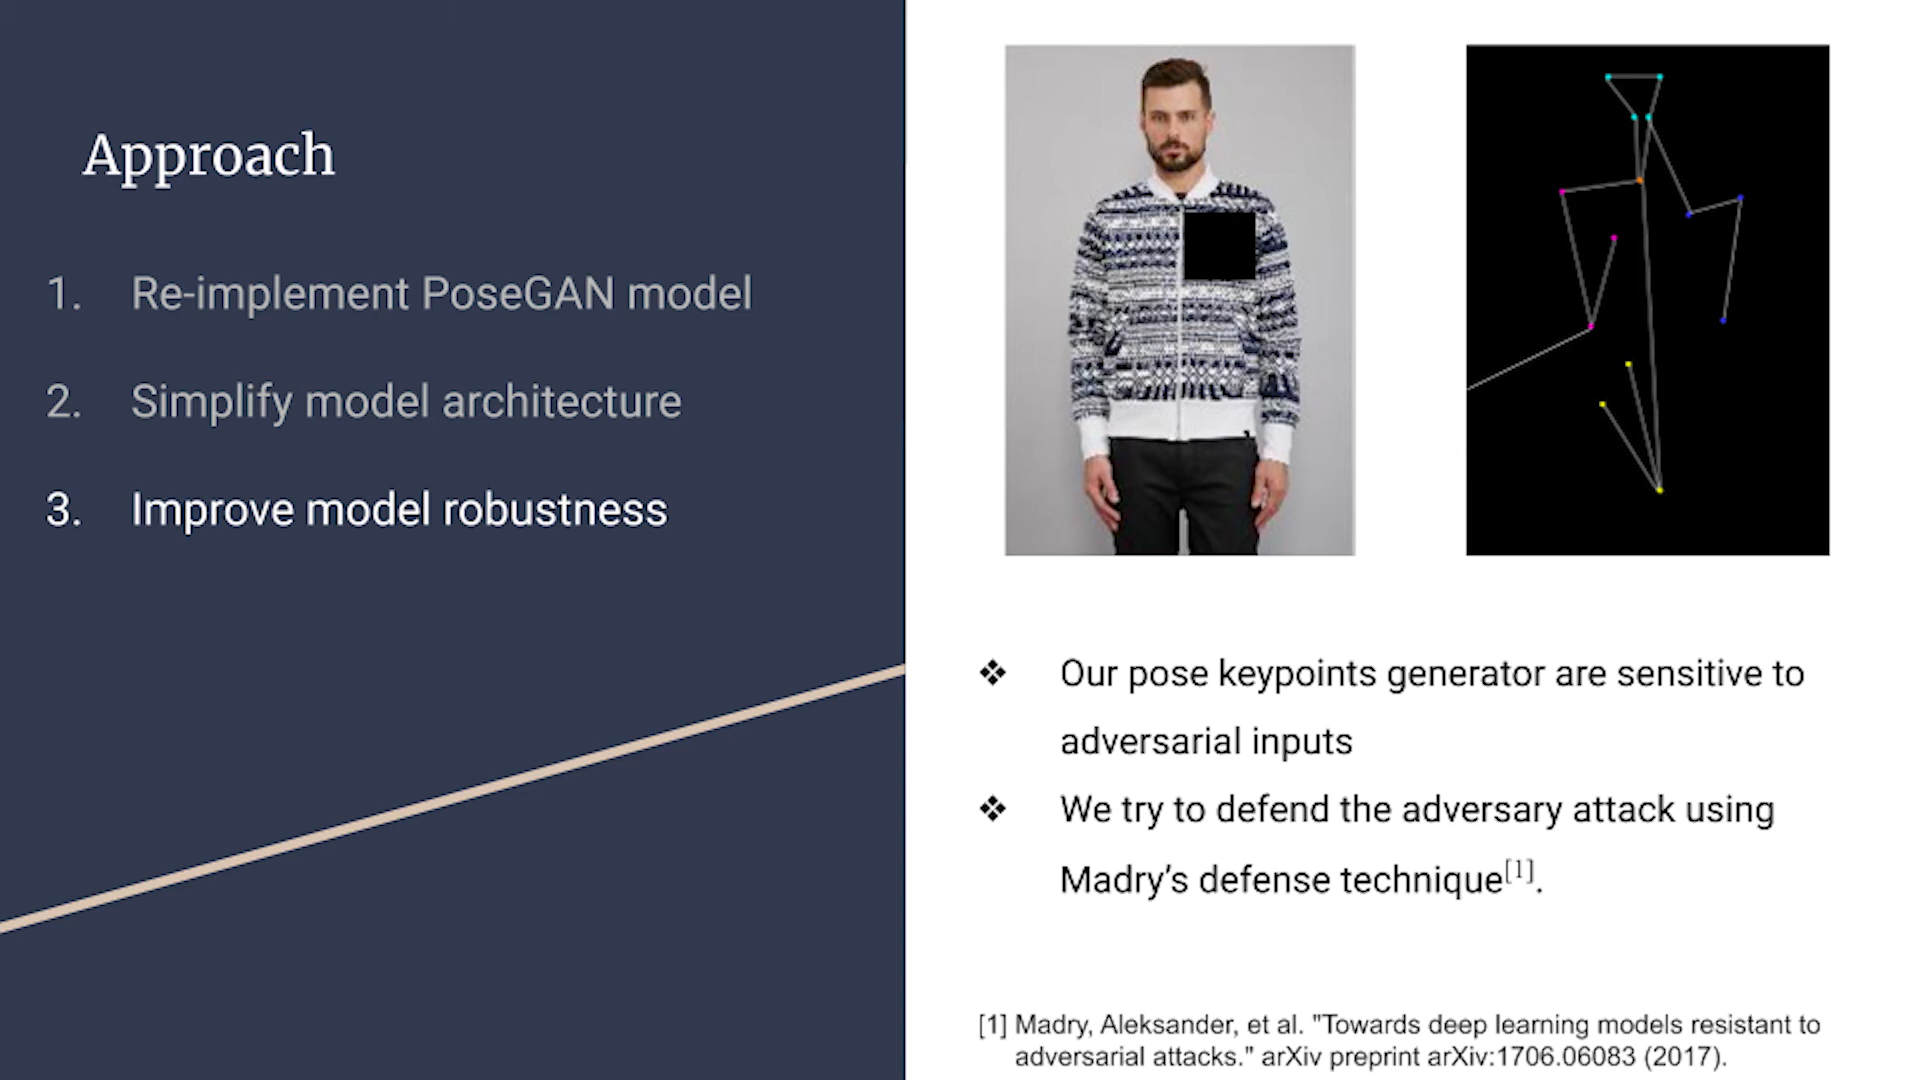 Approach
1. Re-implement PoseGAN model
2. Simplify model architecture
3. Improve model robustness
❖ Our pose keypoints generator are sensitive to
adversarial inputs
❖ We try to defend the adversary attack using
Madry’s defense technique[1].
[1] Madry, Aleksander, et al. "Towards deep learning models resistant to
adversarial attacks." arXiv preprint arXiv:1706.06083 (2017).